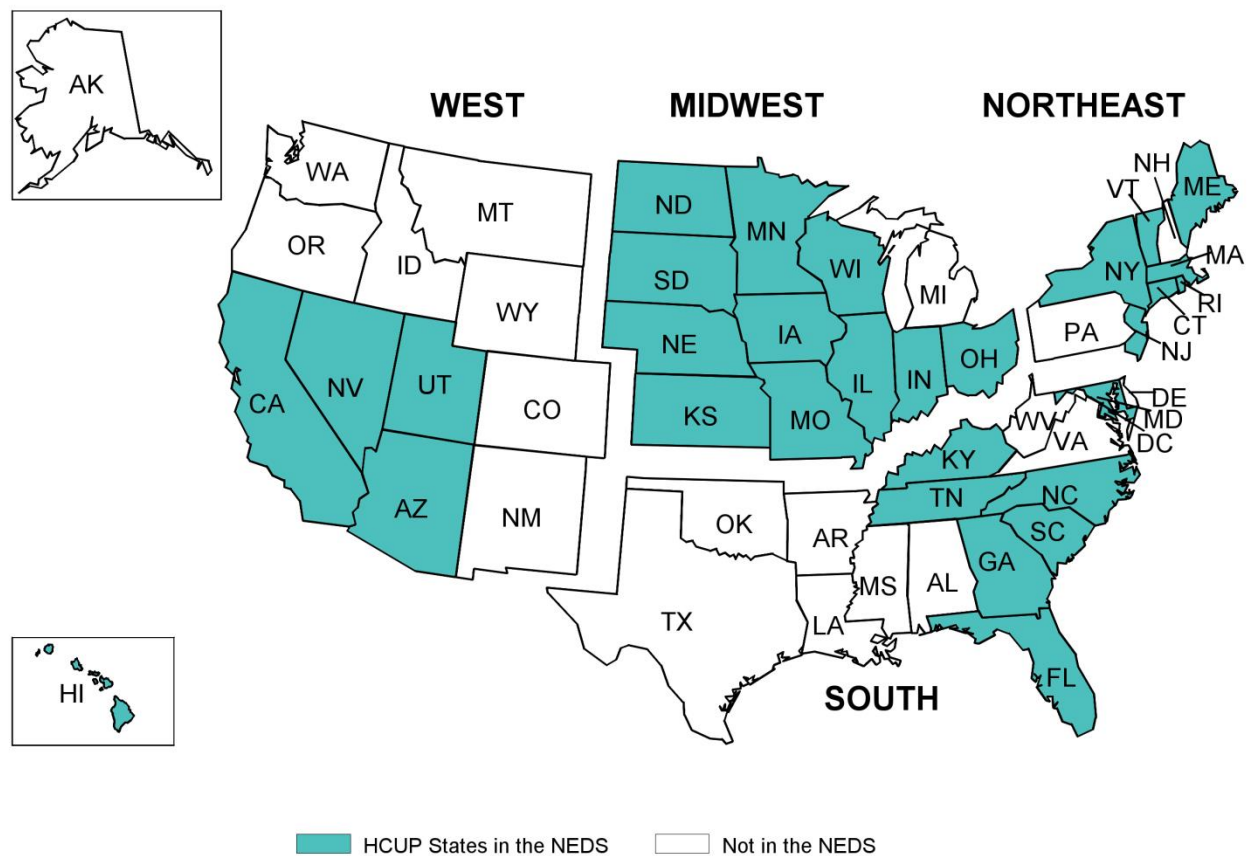 AK
WEST
MIDWEST
NORTHEAST
WA
MT
OR
ID
WY
ND
MN
SD
WI
MI
NE
IA
NH
VT
ME
NY
MA
RI
CT
PA
NJ
CA
NV
UT
CO
KS
MO
IL
IN
OH
DE
MD
DC
WV
VA
AZ
NM
KY
TN
NC
SC
OK
AR
GA
MS
AL
TX
LA
FL
SOUTH
HI
HCUP States in the NEDS
Not in the NEDS